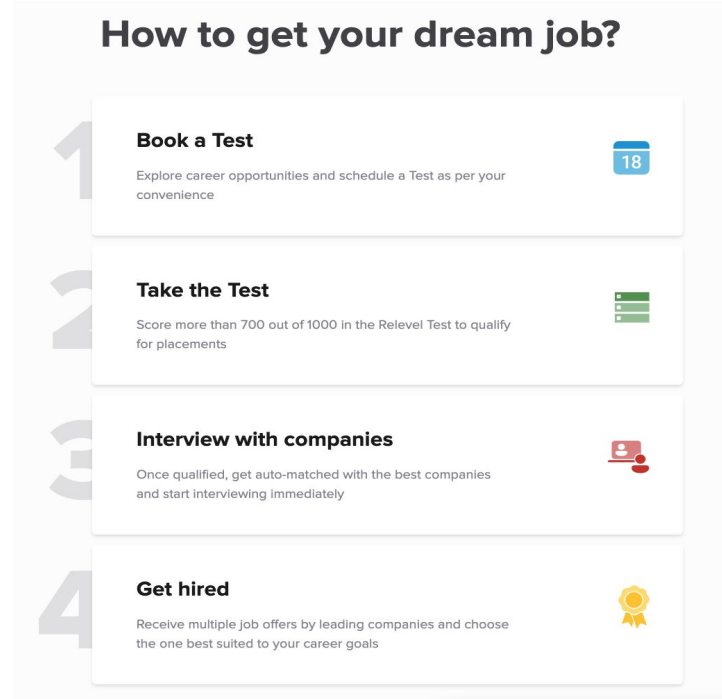 How to get your dream job?
1
Book a Test
Explore career opportunities and schedule a Test as per your
convenience
18
2
Take the Test
Score more than 700 out of 1000 in the Relevel Test to qualify
for placements
3
Interview with companies
Once qualified, get auto-matched with the best companies
and start interviewing immediately
4
Get hired
Receive multiple job offers by leading companies and choose
the one best suited to your career goals